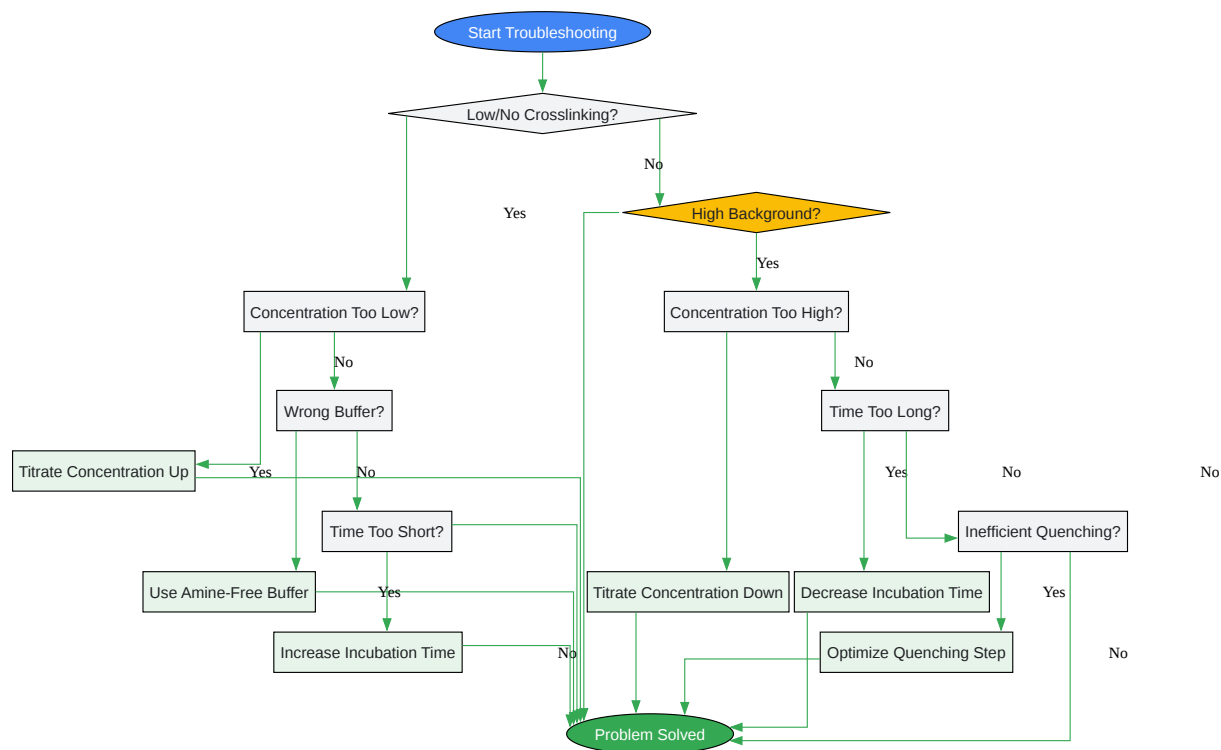 Start Troubleshooting
Low/No Crosslinking?
No
Yes
High Background?
Yes
Concentration Too Low?
Concentration Too High?
No
No
Wrong Buffer?
Time Too Long?
Titrate Concentration Up
Yes
No
Yes
No
No
Time Too Short?
Inefficient Quenching?
Use Amine-Free Buffer
Yes
Titrate Concentration Down
Decrease Incubation Time
Yes
Increase Incubation Time
No
Optimize Quenching Step
No
Problem Solved